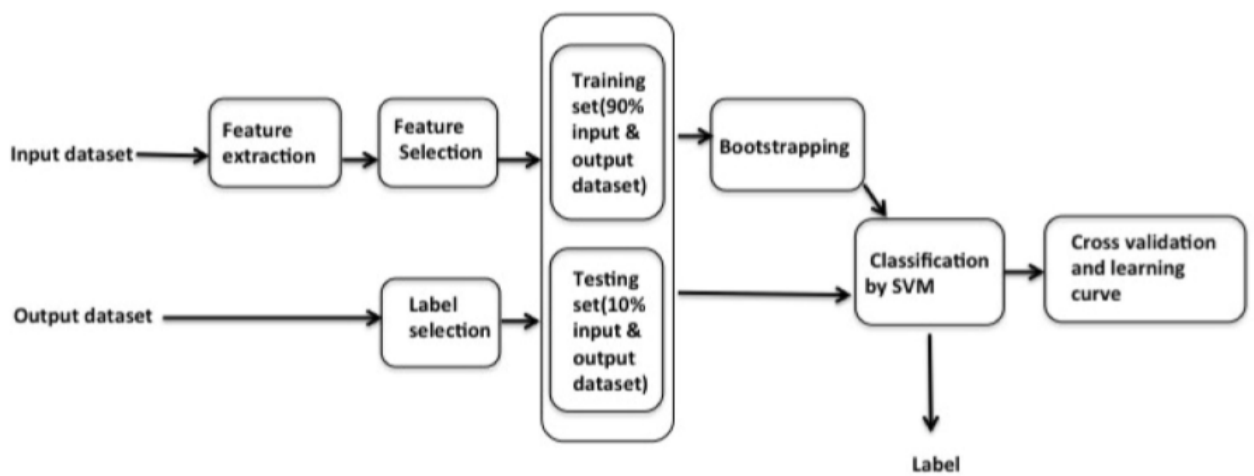 Input dataset
Feature
extraction
Feature
Selection
Training
set(90%
input &
output
dataset)
Bootstrapping
Output dataset
Label
selection
Testing
set(10%
input &
output
dataset)
Classification
by SVM
Cross validation
and learning
curve
Label